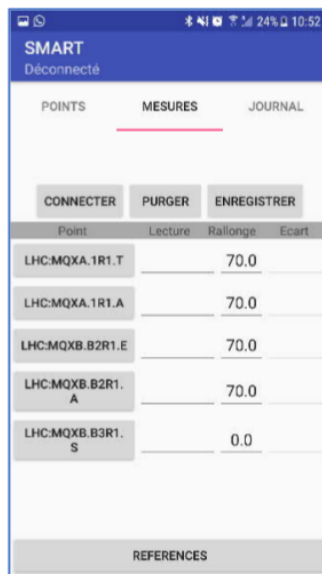 24% 10:52
SMART
Déconnecté
POINTS MESURES JOURNAL
CONNECTER PURGER ENREGISTRER
Point Lecture Rallonge Ecart
LHC:MQXA.1R1.T 70.0
LHC:MQXA.1R1.A 70.0
LHC:MQXB.B2R1.E 70.0
LHC:MQXB.B2R1.
A 70.0
LHC:MQXB.B3R1.
S 0.0
REFERENCES